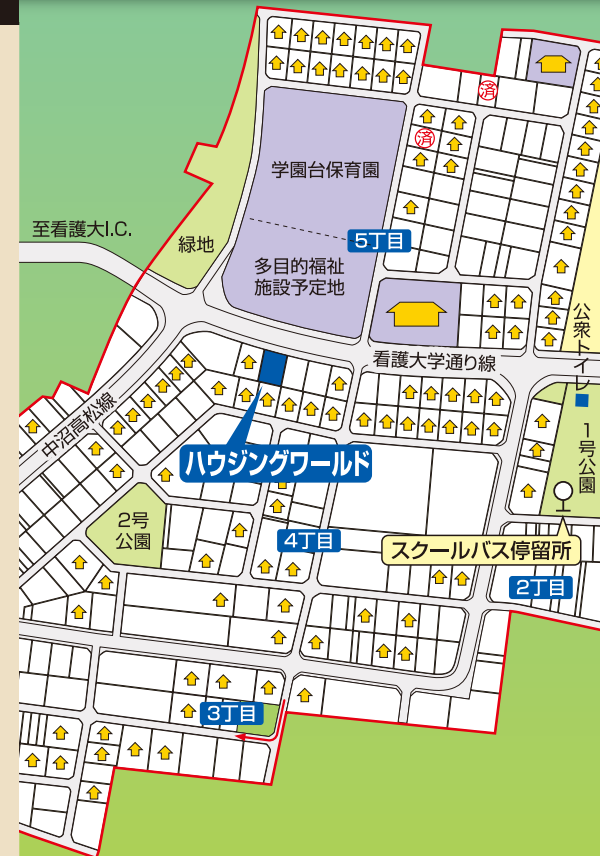 済
済
学園台保育園
5丁目
至看護大I.C.
緑地
多目的福祉
施設予定地
公衆トイレ
看護大学通り線
中沼高松線
1号公園
ハウジングワールド
2号
公園
4丁目
スクールバス停留所
2丁目
3丁目